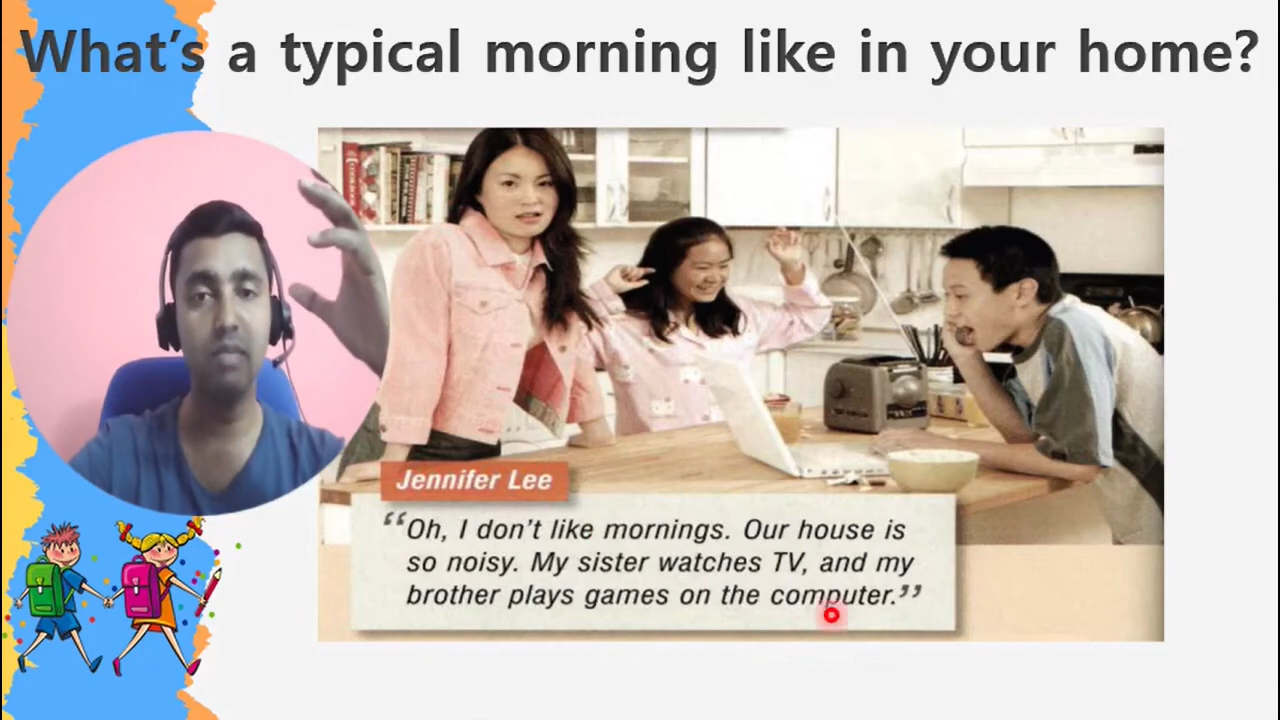 What's a typical morning like in your home?
Jennifer Lee
“Oh, I don't like mornings. Our house is
so noisy. My sister watches TV, and my
brother plays games on the computer.”